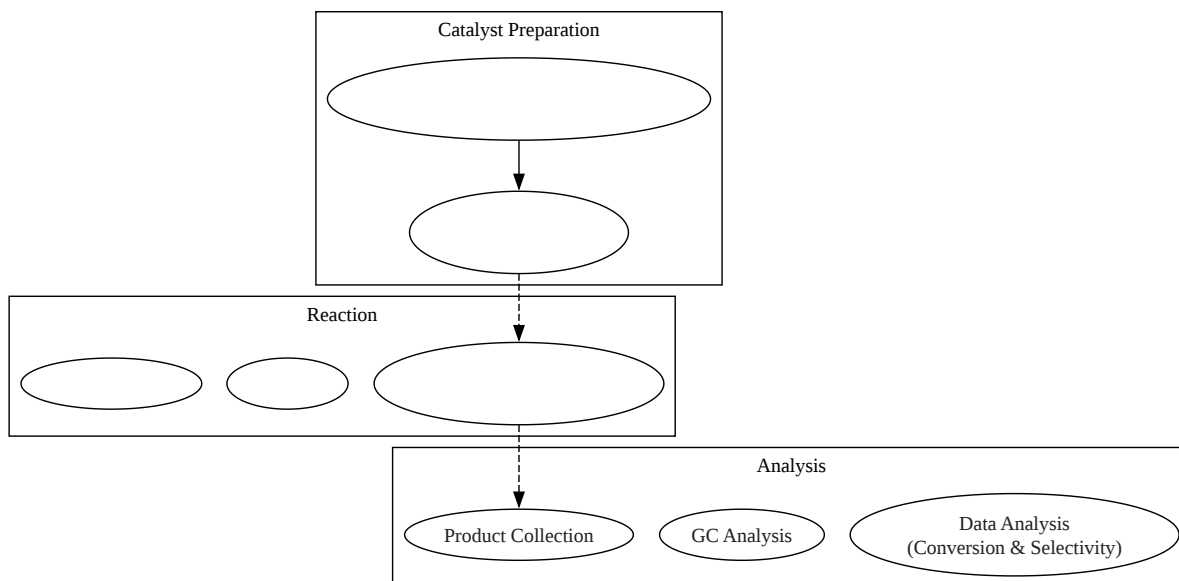 Catalyst Preparation
Reaction
Analysis
Product Collection
GC Analysis
Data Analysis
(Conversion & Selectivity)